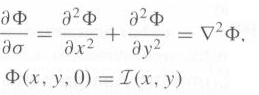 ∂Φ/∂σ = ∂²Φ/∂x² + ∂²Φ/∂y² = ∇²Φ.
Φ(x, y, 0) = I(x, y)